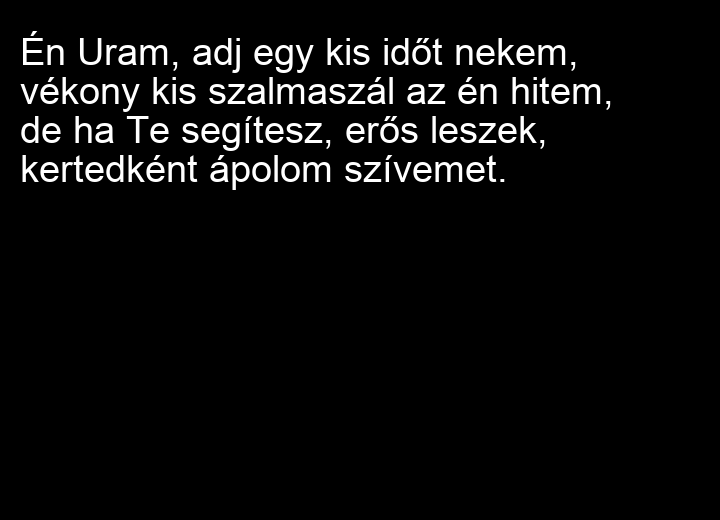 Én Uram, adj egy kis időt nekem,
vékony kis szalmaszál az én hitem,
de ha Te segítesz, erős leszek,
kertedként ápolom szívemet.